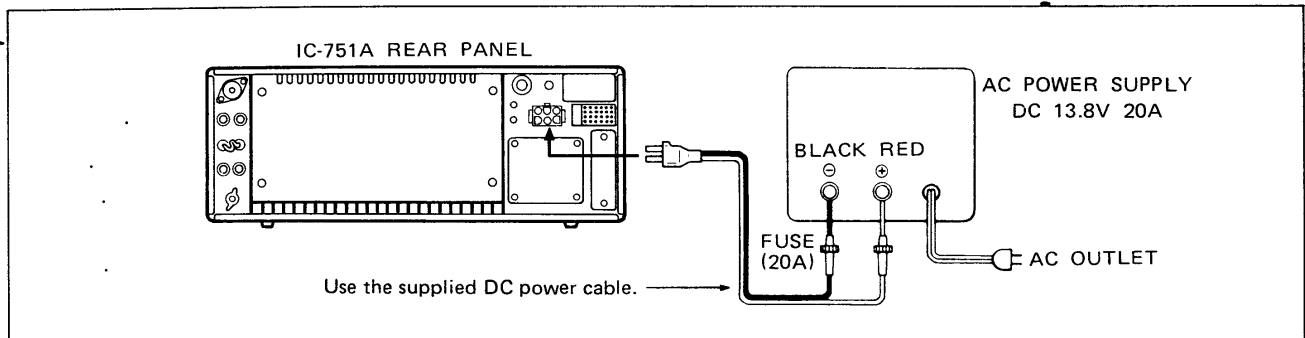 IC-751A REAR PANEL
AC POWER SUPPLY
DC 13.8V 20A
BLACK RED
⊖ ⊕
FUSE
(20A)
AC OUTLET
Use the supplied DC power cable.